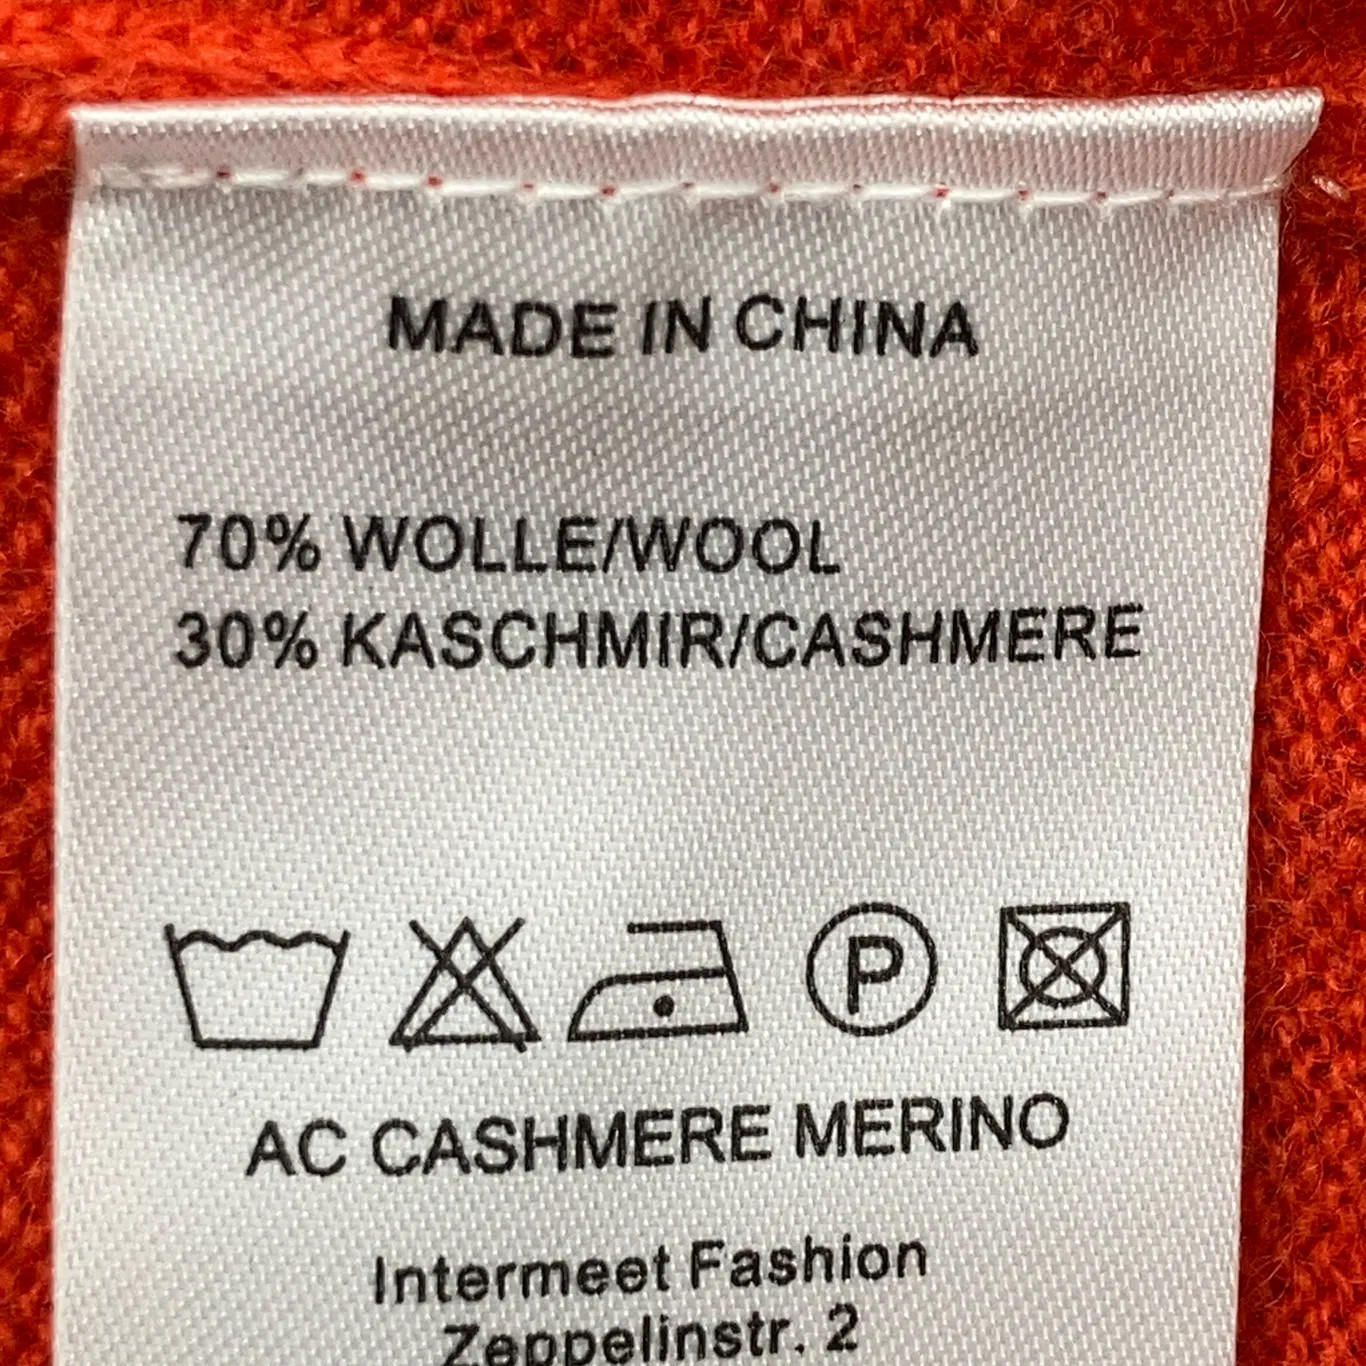 MADE IN CHINA
70% WOLLE/WOOL
30% KASCHMIR/CASHMERE
P
AC CASHMERE MERINO
Intermeet Fashion
Zeppelinstr. 2